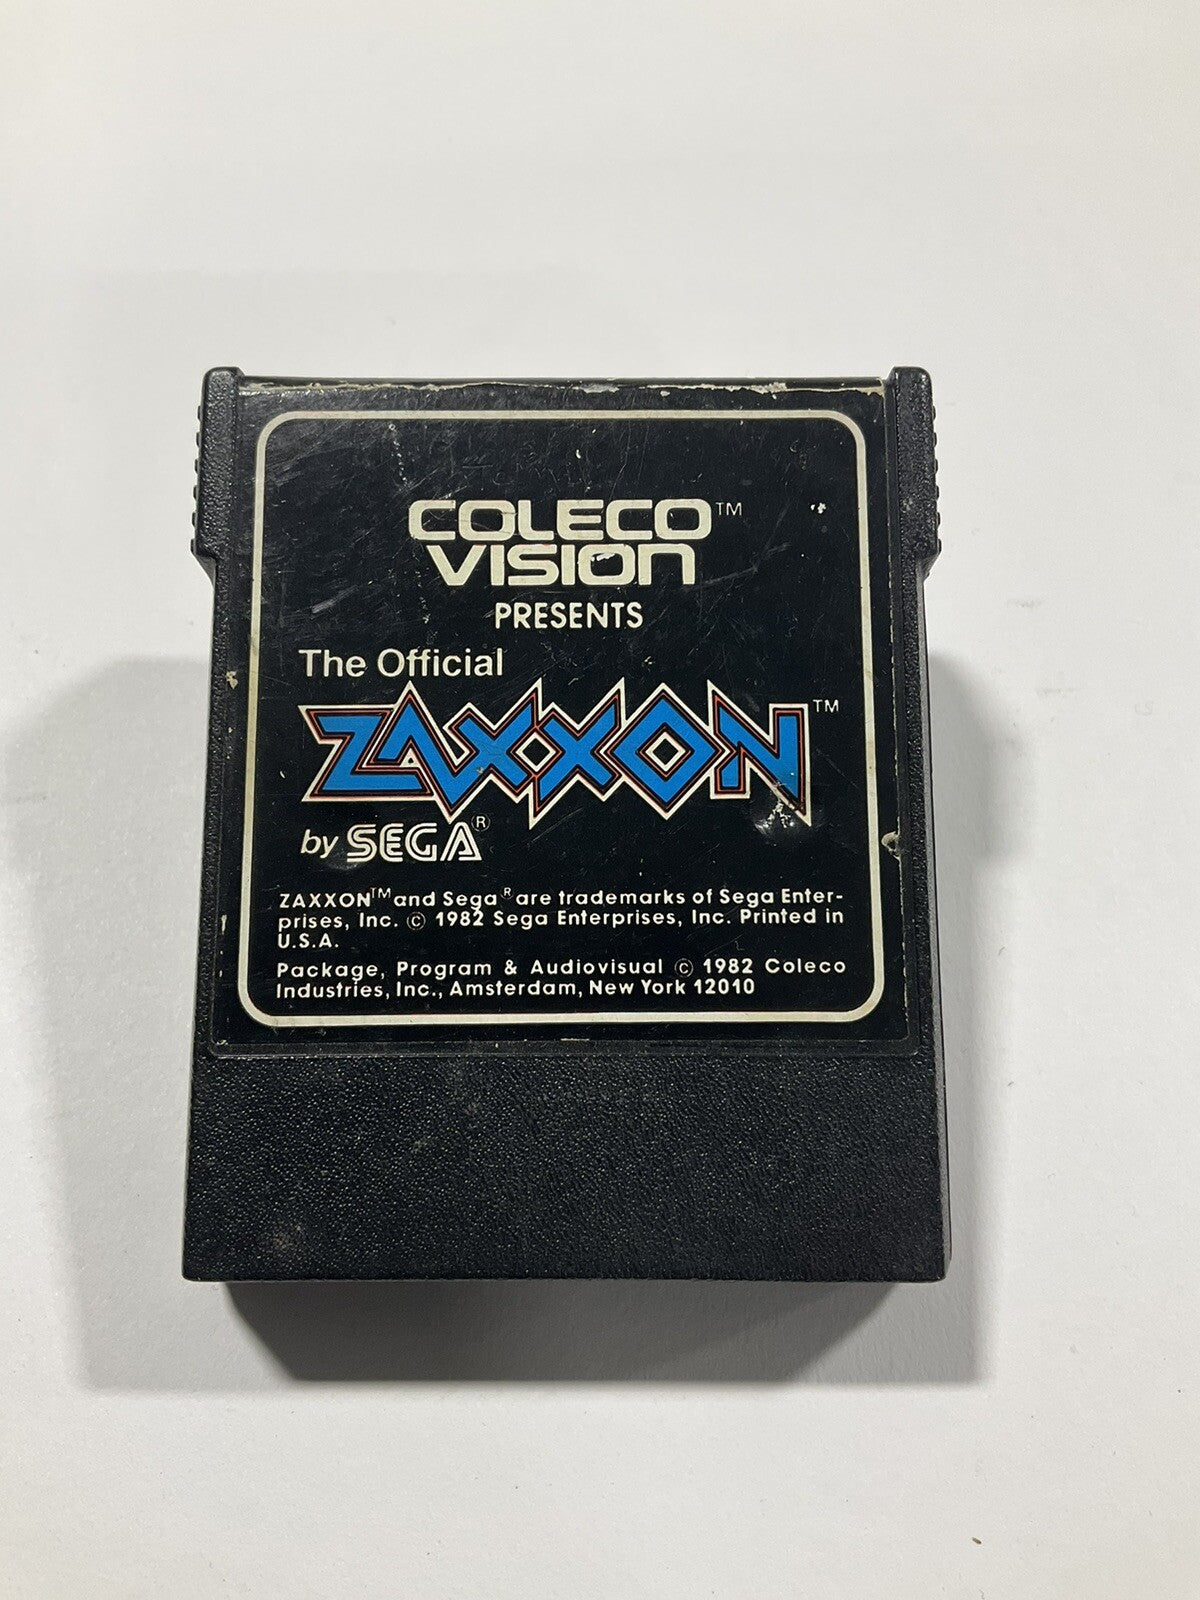 COLECO™
VISION
PRESENTS
The Official
ZAXXON™
by SEGA®
ZAXXON™ and Sega® are trademarks of Sega Enter-
prises, Inc. © 1982 Sega Enterprises, Inc. Printed in
U.S.A.
Package, Program & Audiovisual © 1982 Coleco
Industries, Inc., Amsterdam, New York 12010